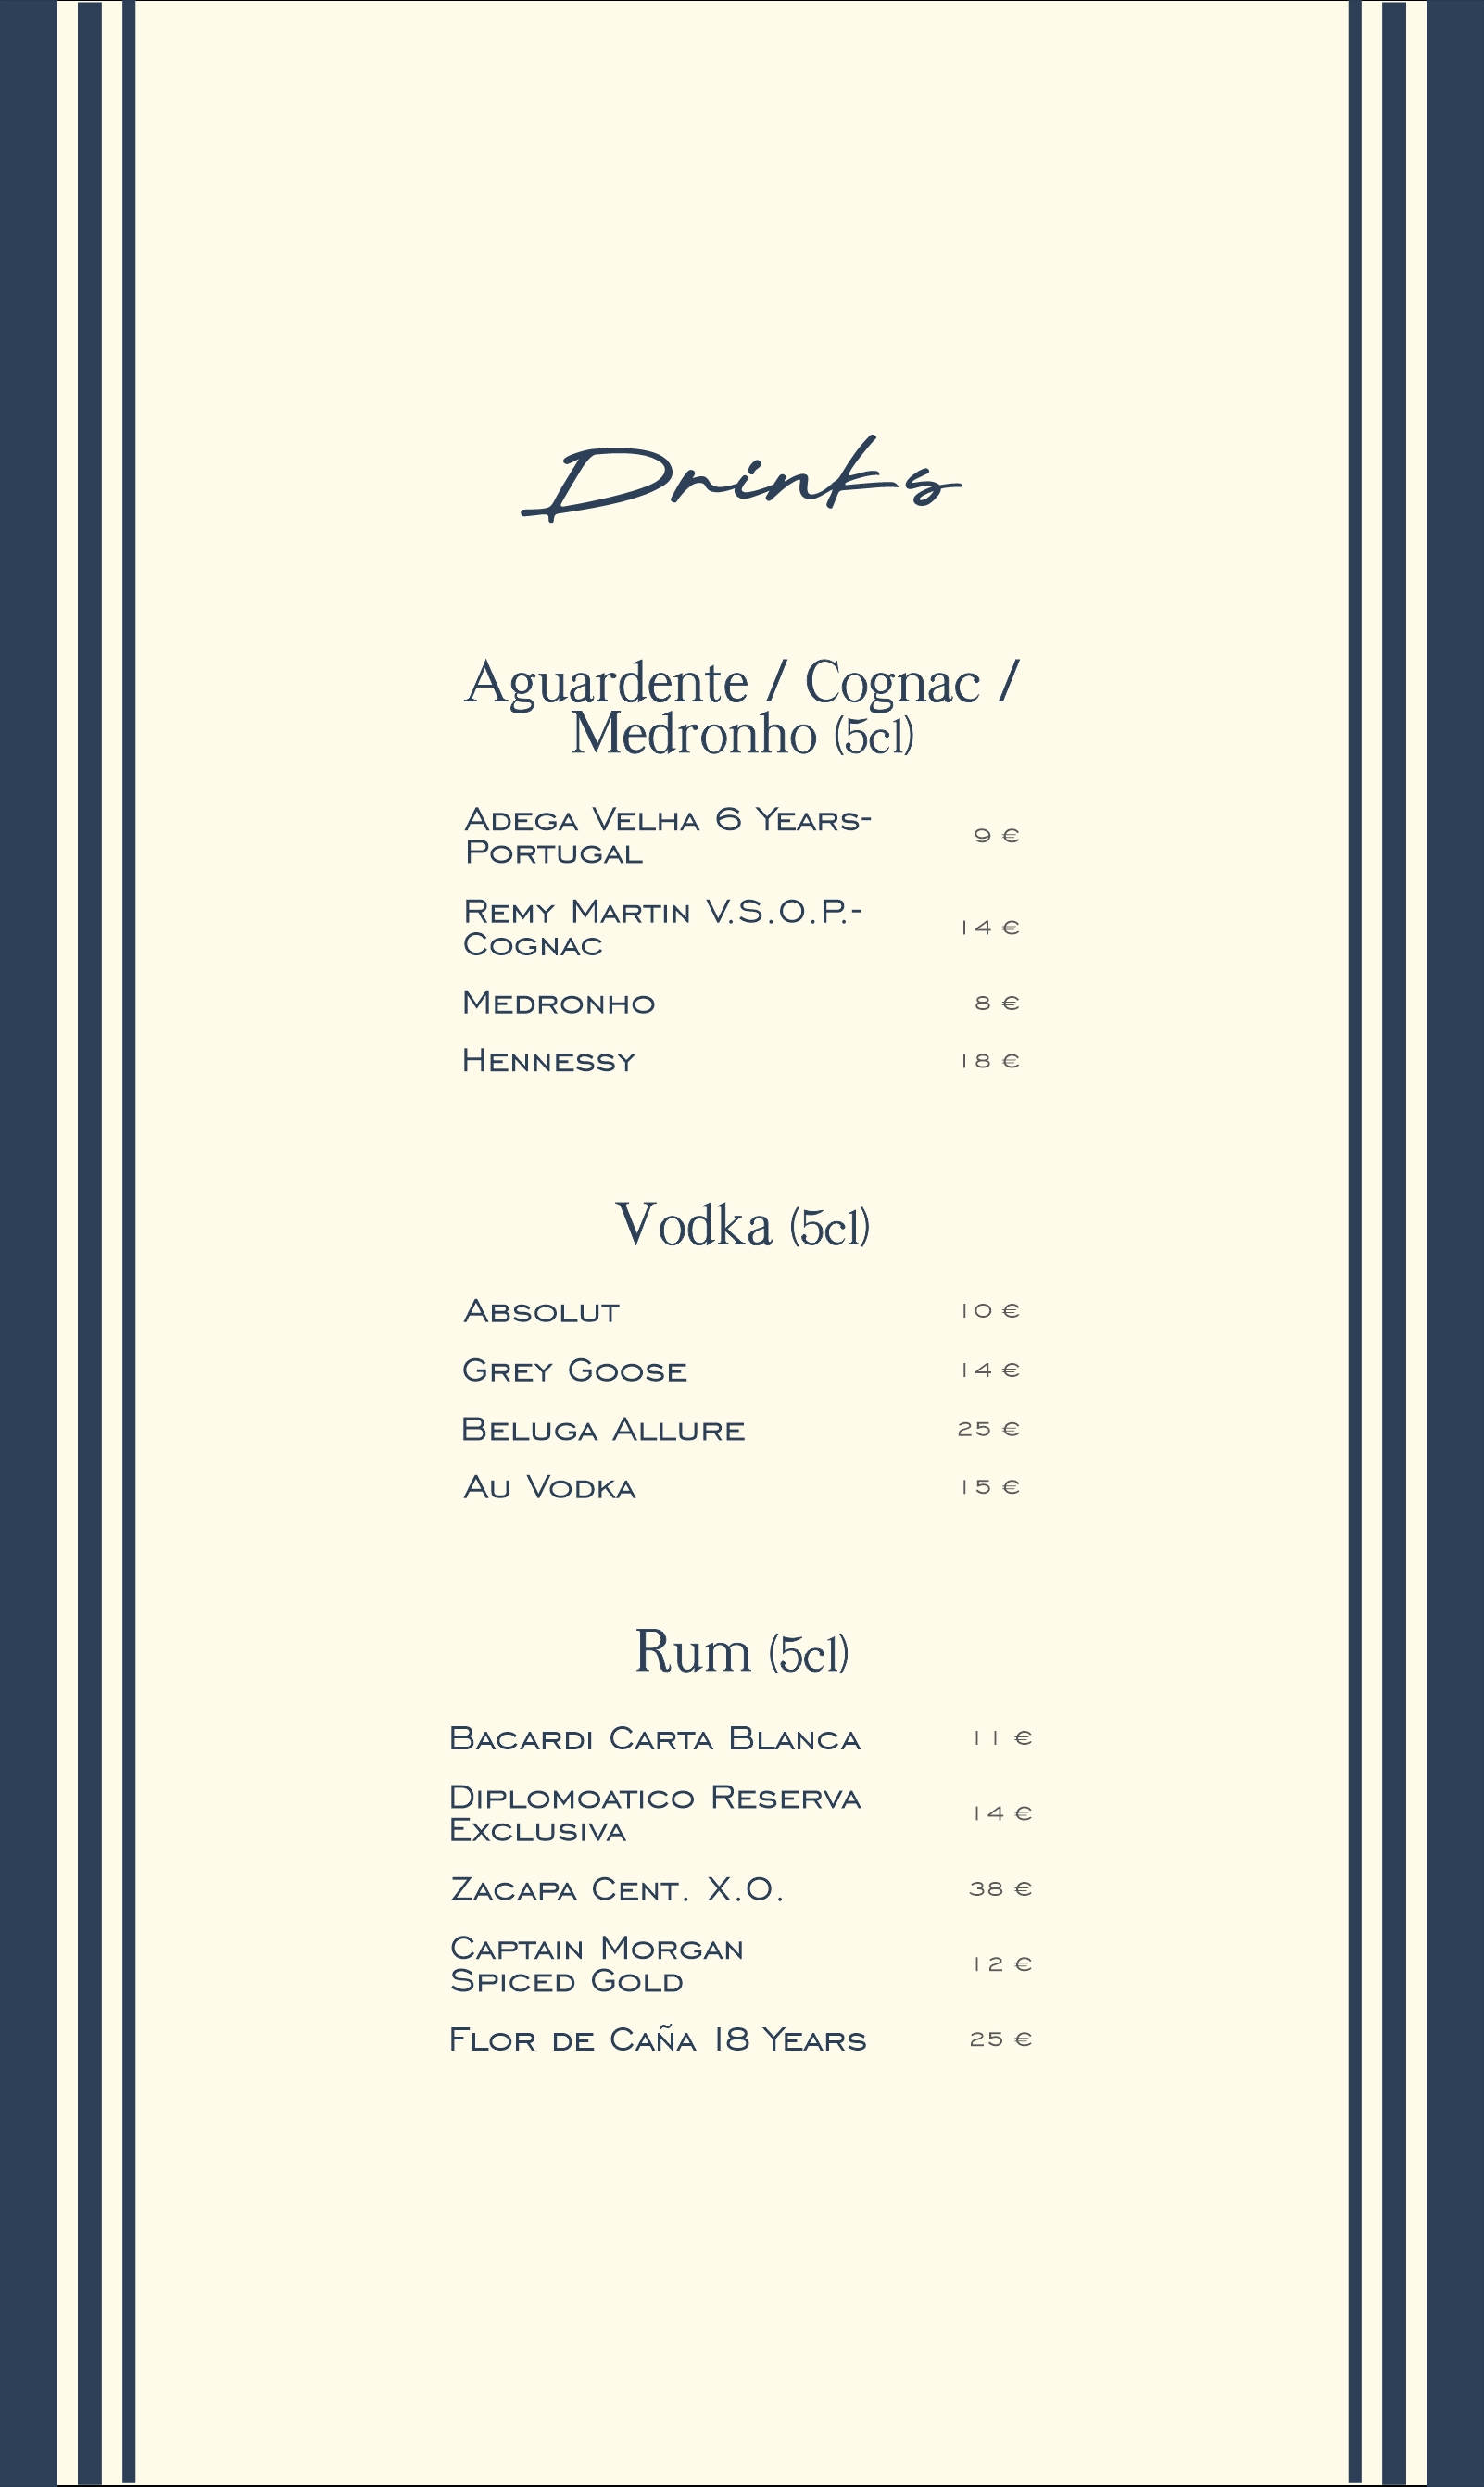 Drinks
Aguardente / Cognac /
Medronho (5cl)
Adega Velha 6 Years-
Portugal
9 €
Remy Martin V.S.O.P.-
Cognac
14 €
Medronho 8 €
Hennessy 18 €
Vodka (5cl)
Absolut 10 €
Grey Goose 14 €
Beluga Allure 25 €
Au Vodka 15 €
Rum (5cl)
Bacardi Carta Blanca 11 €
Diplomoatico Reserva
Exclusiva
14 €
Zacapa Cent. X.O. 38 €
Captain Morgan
Spiced Gold
12 €
Flor de Caña 18 Years 25 €